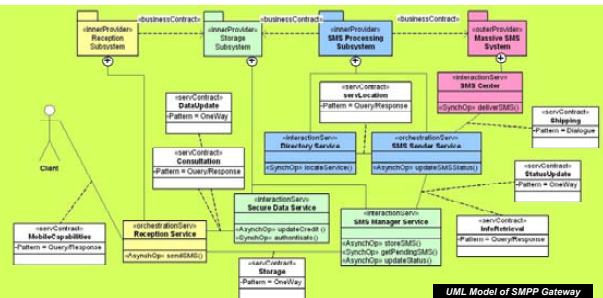 «innerProvider»
Reception
Subsystem
«businessContract»
«innerProvider»
Storage
Subsystem
«businessContract»
«innerProvider»
SMS Processing
Subsystem
«businessContract»
«outerProvider»
Massive SMS
System
«servContract»
DataUpdate
-Pattern = OneWay
«servContract»
servLocation
-Pattern = Query/Response
«interactionServ»
SMS Center
«SynchOp» deliverSMS()
«servContract»
Shipping
-Pattern = Dialogue
Client
«servContract»
Consultation
-Pattern = Query/Response
«interactionServ»
Directory Service
«SynchOp» locateService()
«orchestrationServ»
SMS Sender Service
«AsynchOp» updateSMSStatus()
«servContract»
StatusUpdate
-Pattern = OneWay
«servContract»
MobileCapabilities
-Pattern = Query/Response
«orchestrationServ»
Reception Service
«AsynchOp» sendSMS()
«interactionServ»
Secure Data Service
«AsynchOp» updateCredit()
«SynchOp» authenticate()
«interactionServ»
SMS Manager Service
«AsynchOp» storeSMS()
«SynchOp» getPendingSMS()
«AsynchOp» updateStatus()
«servContract»
InfoRetrieval
-Pattern = Query/Response
«servContract»
Storage
-Pattern = OneWay
UML Model of SMPP Gateway